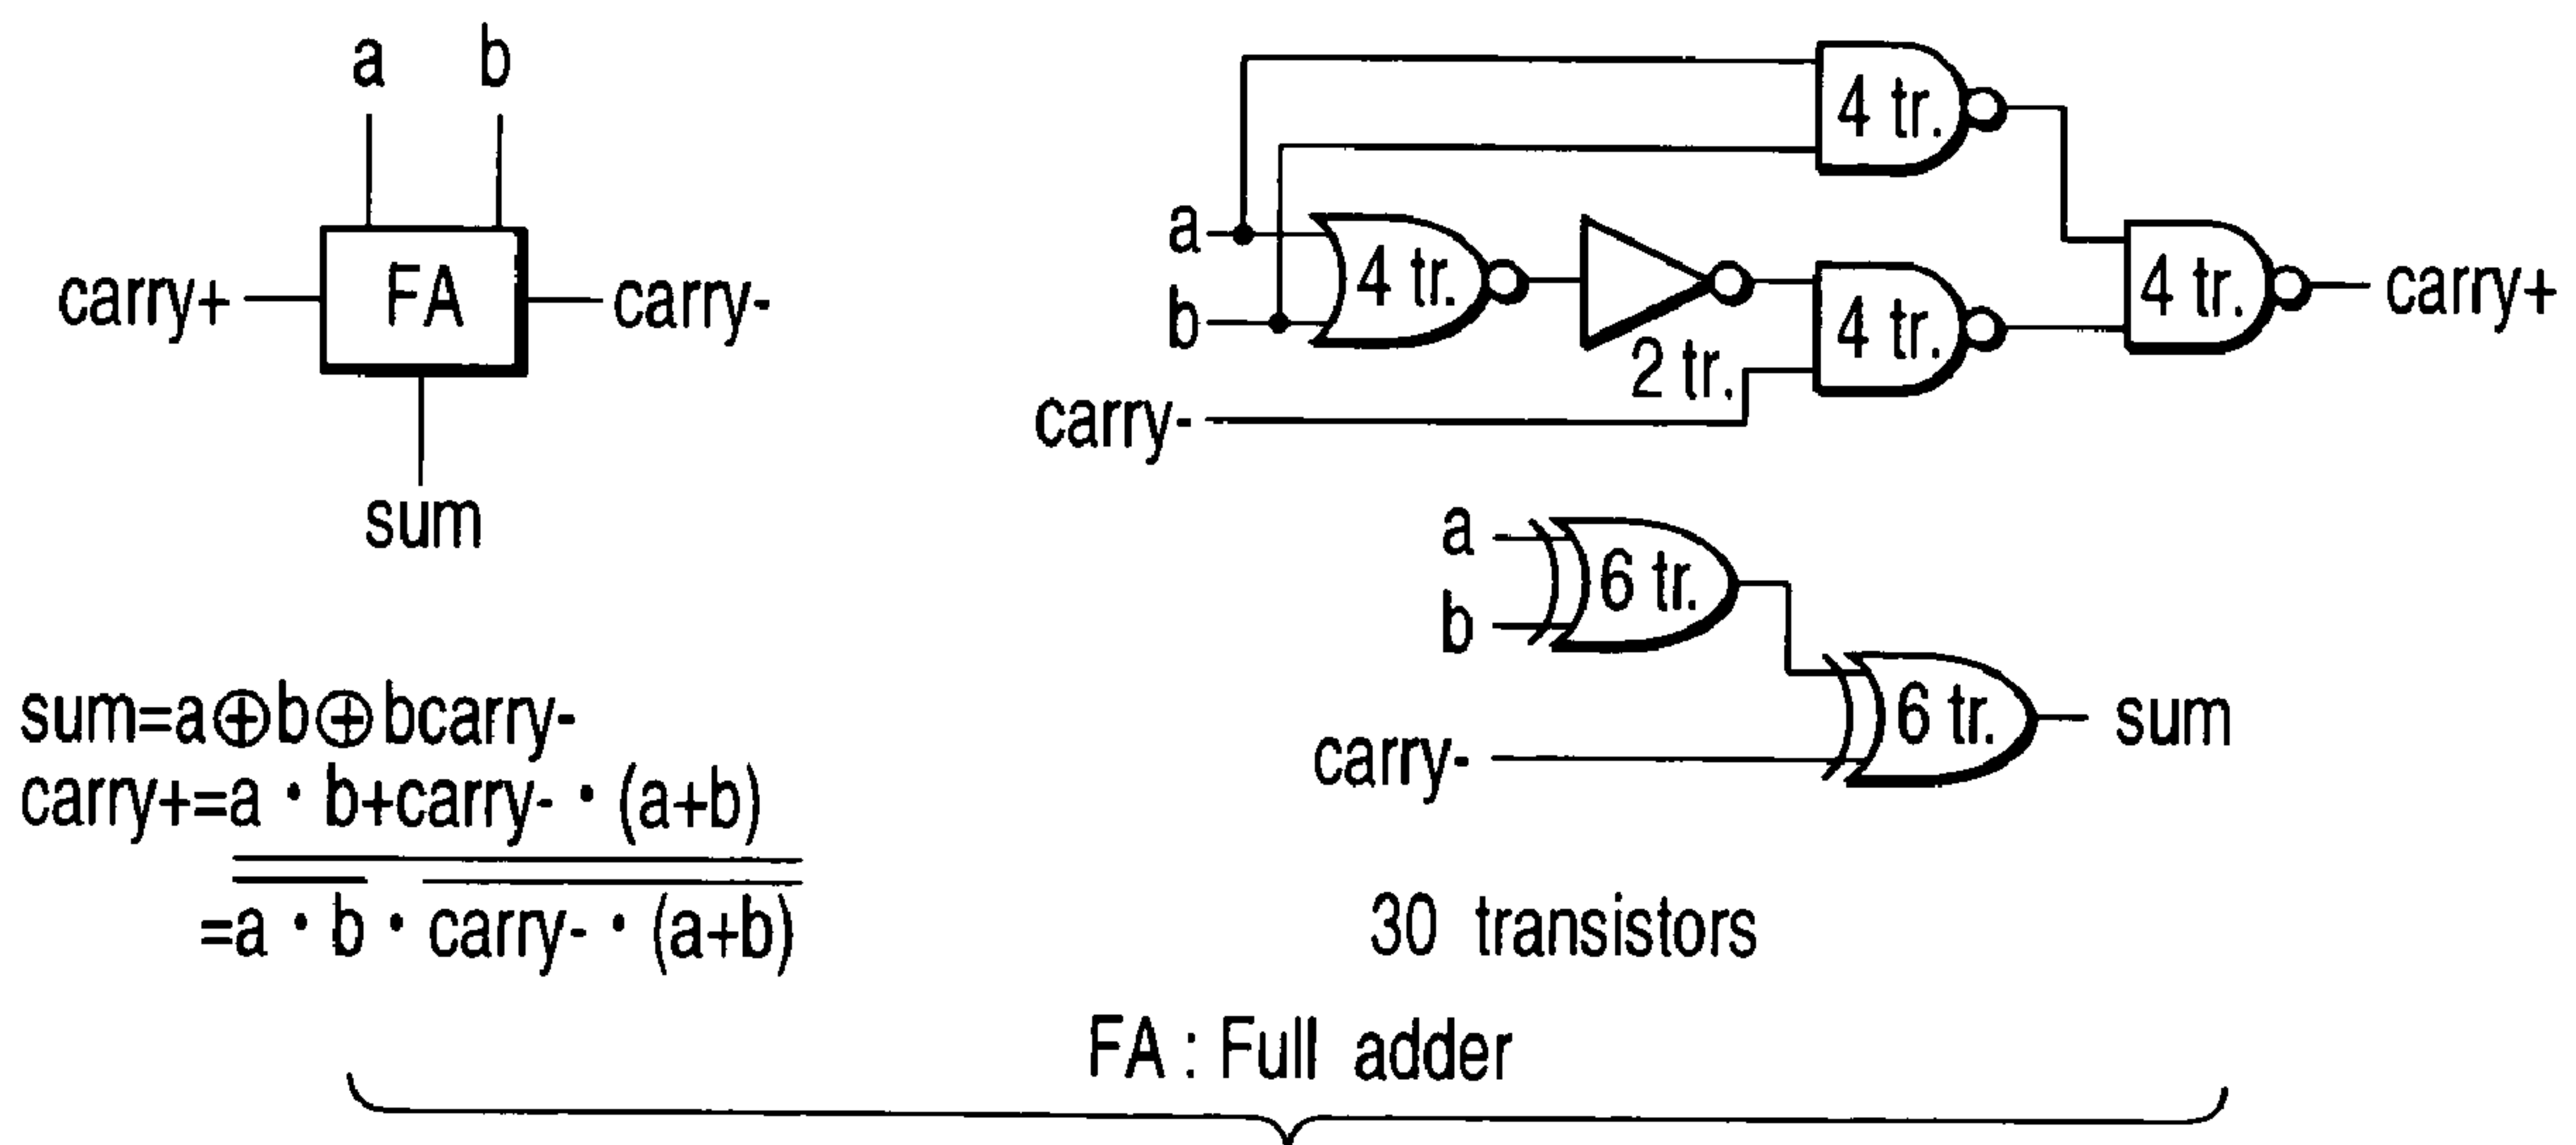 a b
carry+ FA carry-
sum
sum=a⊕b⊕bcarry-
carry+=a · b+carry- · (a+b)
=a · b · carry- · (a+b)
4 tr.
a
b
4 tr.
2 tr.
4 tr.
4 tr.
carry+
carry-
a
b
6 tr.
carry-
6 tr.
sum
30 transistors
FA : Full adder